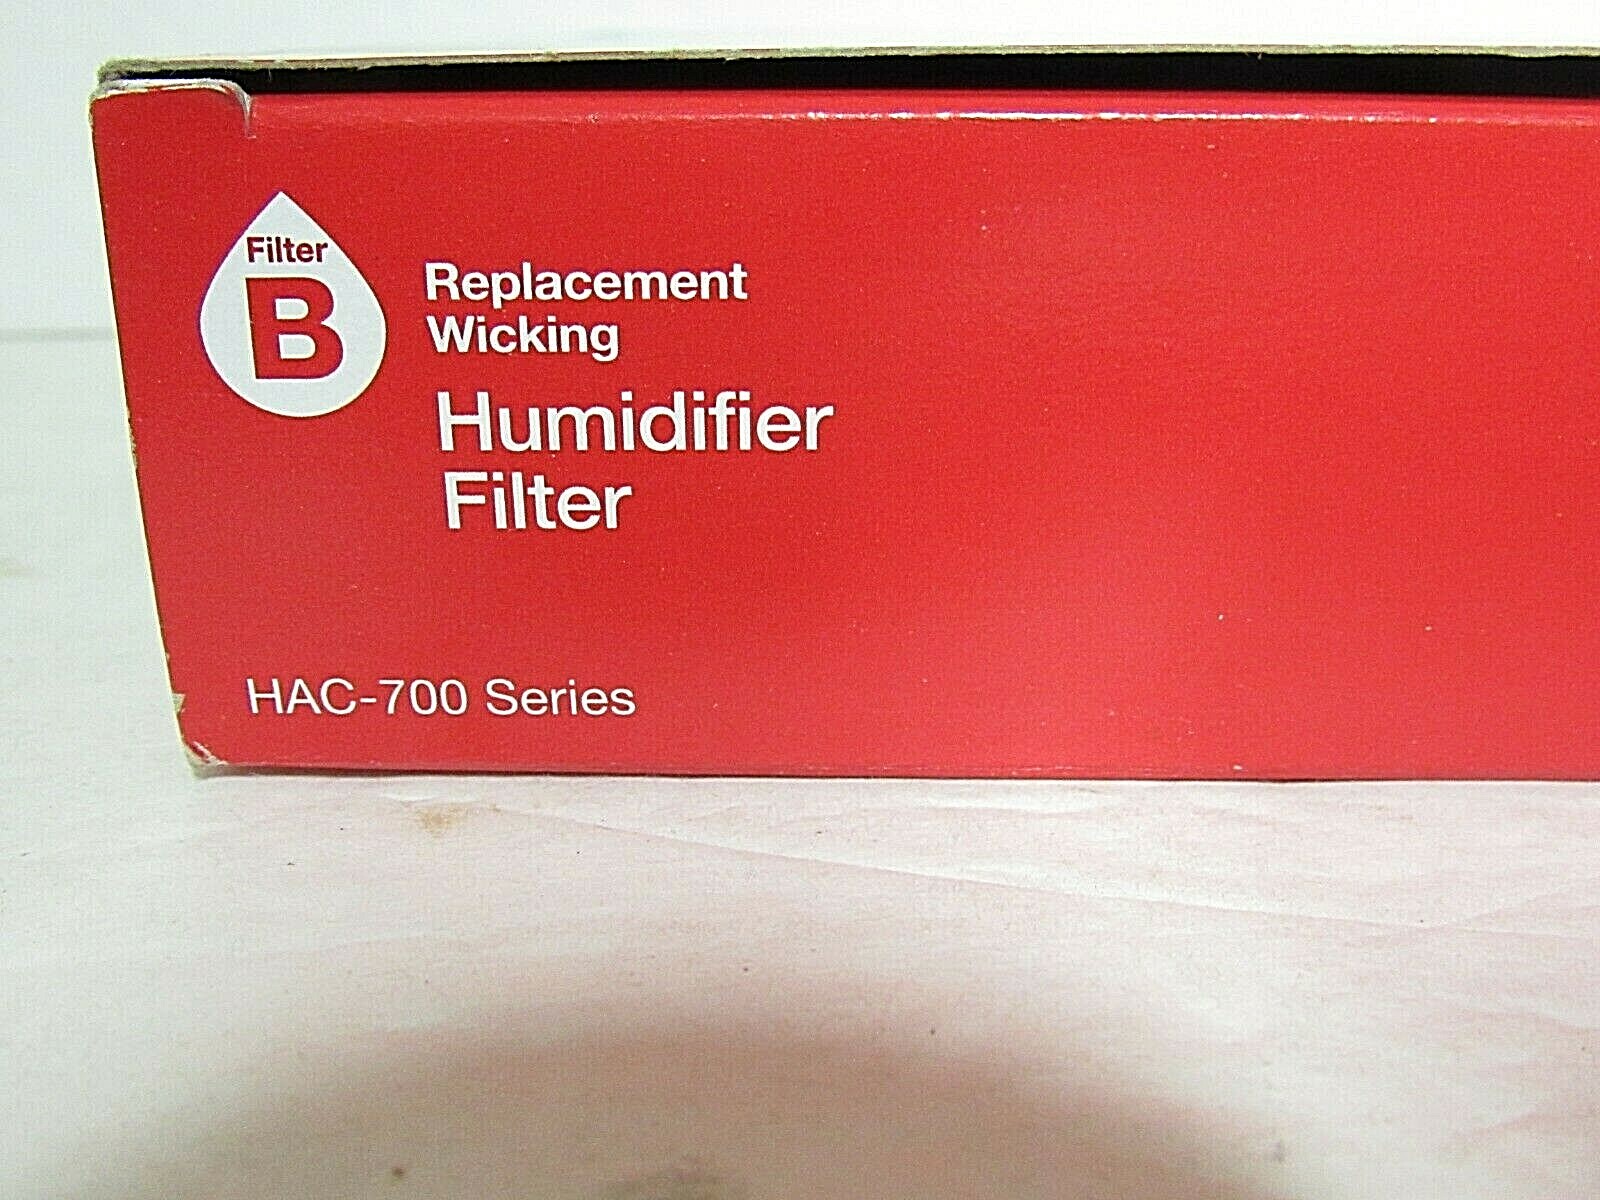 Filter
B
Replacement
Wicking
Humidifier
Filter
HAC-700 Series